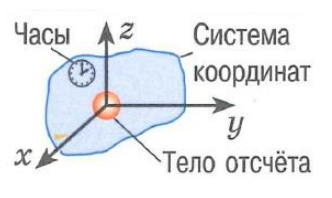 Часы
z
Система
координат
y
x
Тело отсчёта